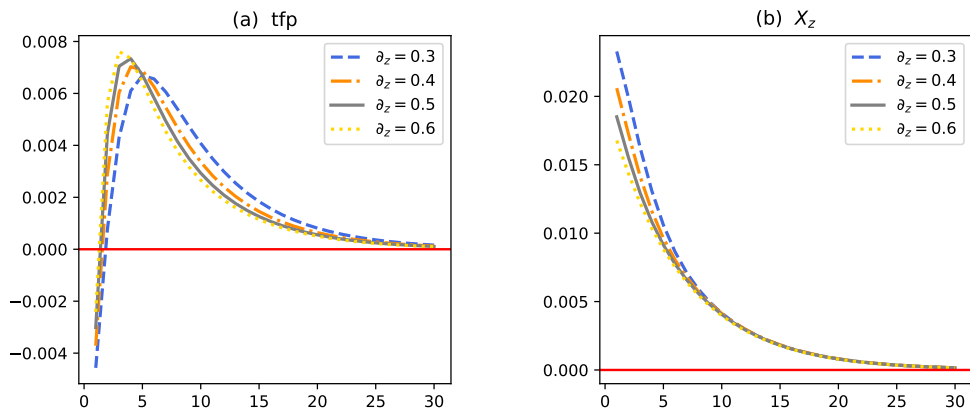 (a) tfp
0.008
0.006
0.004
0.002
0.000
−0.002
−0.004
0 5 10 15 20 25 30
∂z = 0.3
∂z = 0.4
∂z = 0.5
∂z = 0.6
(b) Xz
0.020
0.015
0.010
0.005
0.000
0 5 10 15 20 25 30
∂z = 0.3
∂z = 0.4
∂z = 0.5
∂z = 0.6